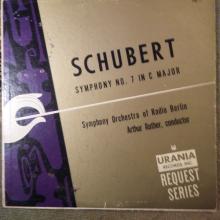 SCHUBERT
SYMPHONY NO. 7 IN C MAJOR
Symphony Orchestra of Radio Berlin
Arthur Rother, conductor
URANIA
RECORDS, INC.
REQUEST
SERIES